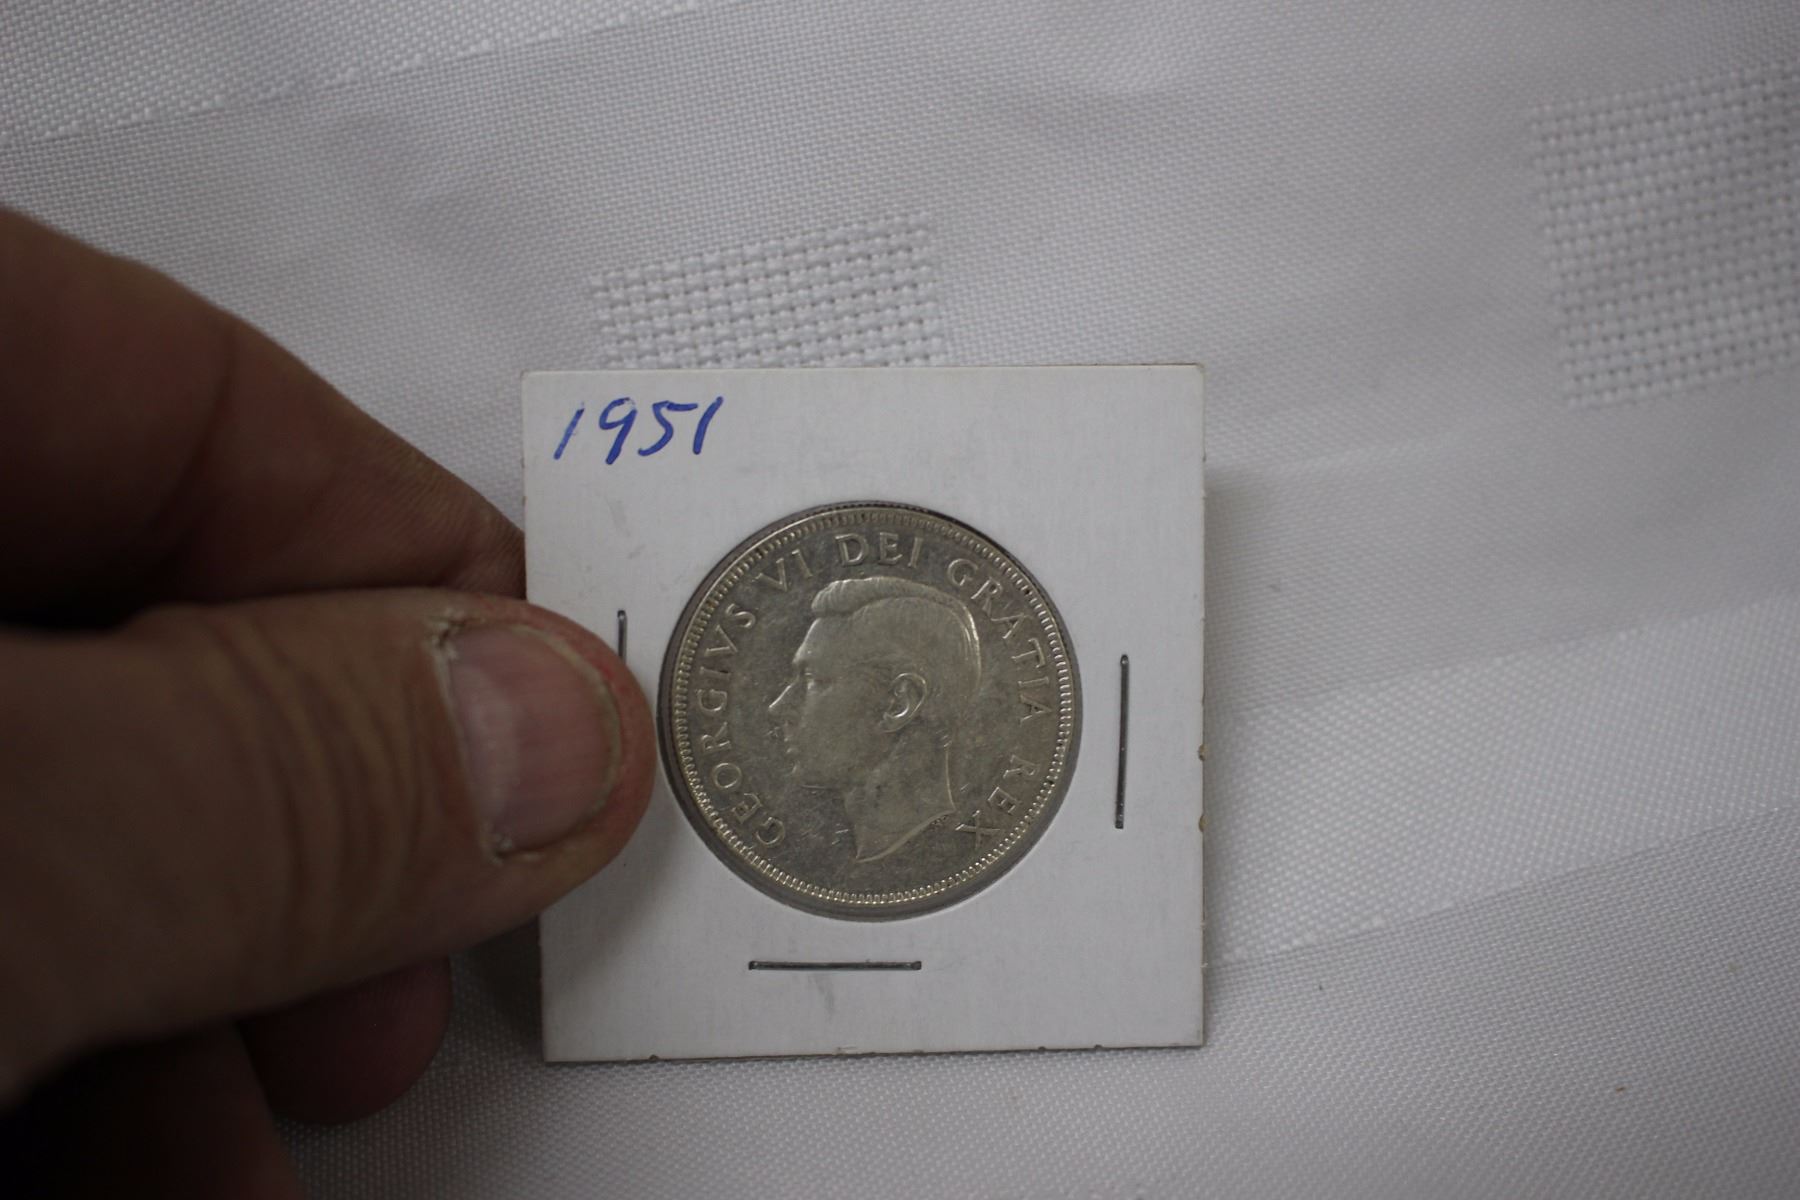 1951
GEORGIVS VI DEI GRATIA REX